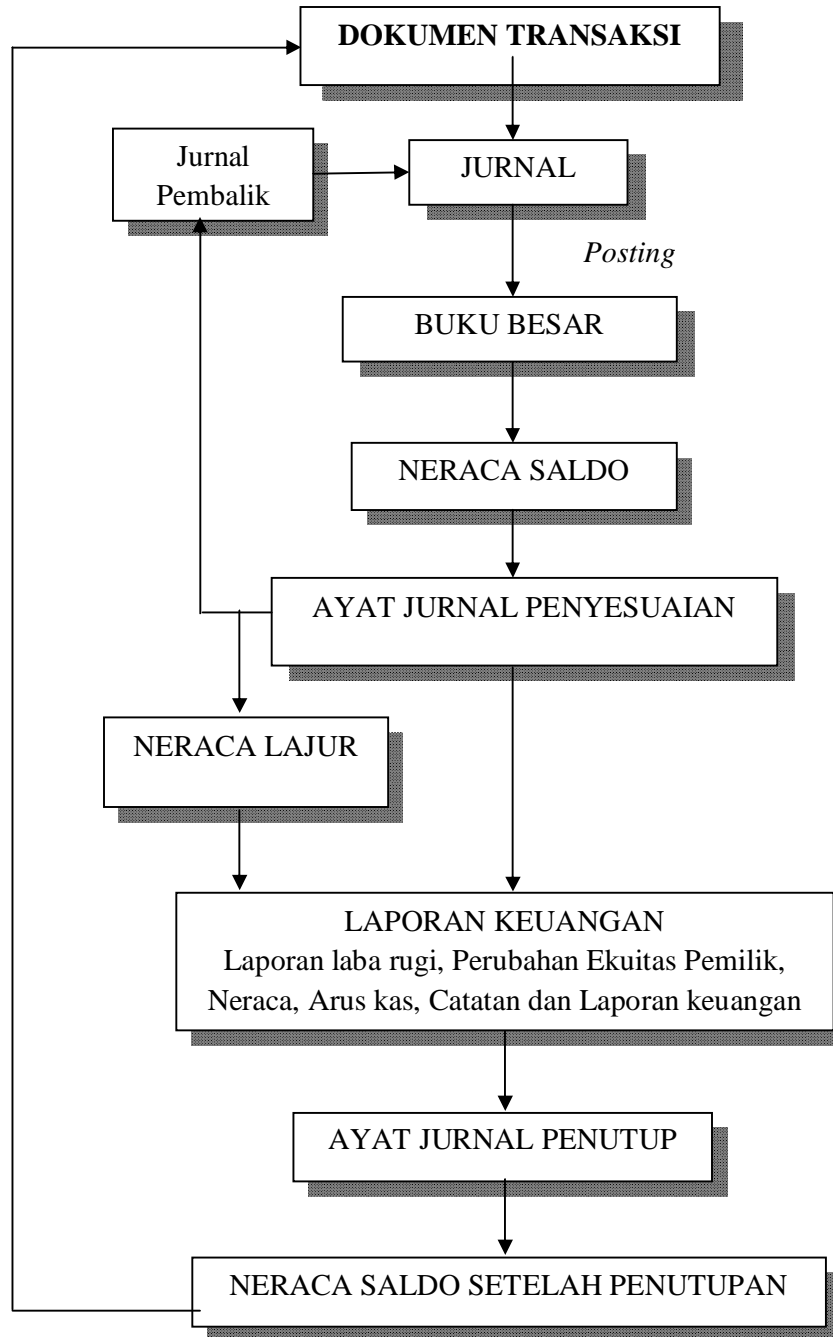 DOKUMEN TRANSAKSI
Jurnal
Pembalik
JURNAL
Posting
BUKU BESAR
NERACA SALDO
AYAT JURNAL PENYESUAIAN
NERACA LAJUR
LAPORAN KEUANGAN
Laporan laba rugi, Perubahan Ekuitas Pemilik,
Neraca, Arus kas, Catatan dan Laporan keuangan
AYAT JURNAL PENUTUP
NERACA SALDO SETELAH PENUTUPAN